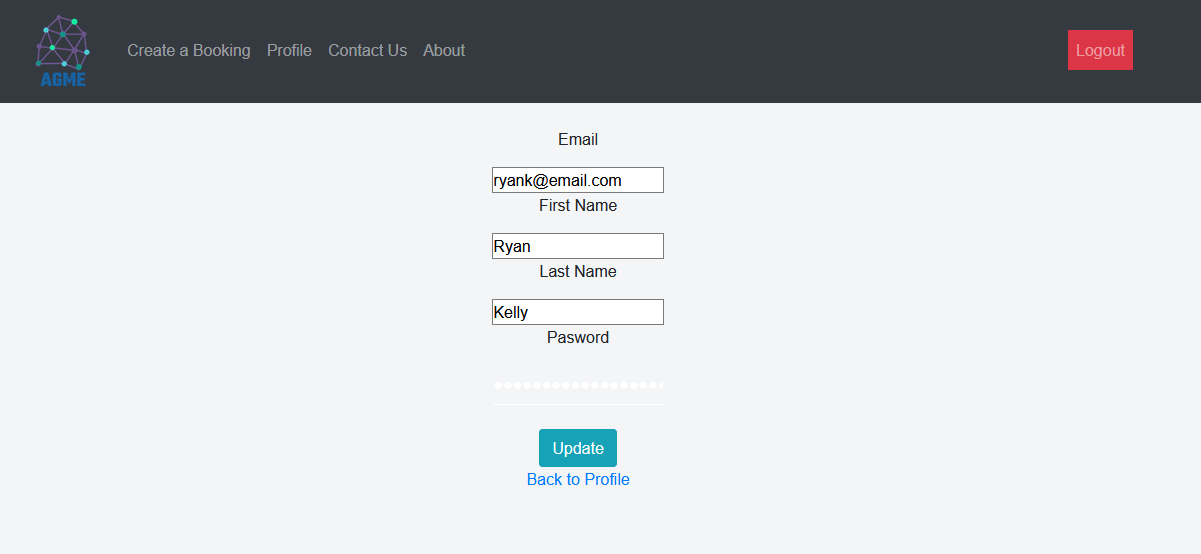 AGME
Create a Booking Profile Contact Us About
Logout
Email
ryank@email.com
First Name
Ryan
Last Name
Kelly
Pasword
••••••••••••••••••
Update
Back to Profile